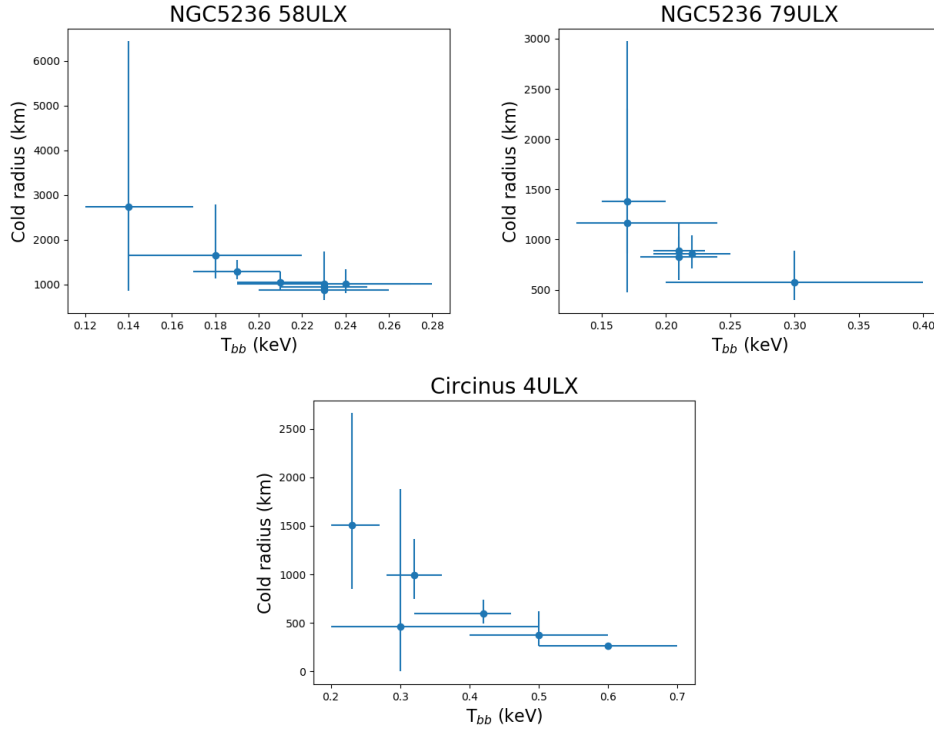 NGC5236 58ULX
6000
5000
4000
3000
2000
1000
0.12 0.14 0.16 0.18 0.20 0.22 0.24 0.26 0.28
Cold radius (km)
T_bb (keV)
NGC5236 79ULX
3000
2500
2000
1500
1000
500
0.15 0.20 0.25 0.30 0.35 0.40
Cold radius (km)
T_bb (keV)
Circinus 4ULX
2500
2000
1500
1000
500
0
0.2 0.3 0.4 0.5 0.6 0.7
Cold radius (km)
T_bb (keV)